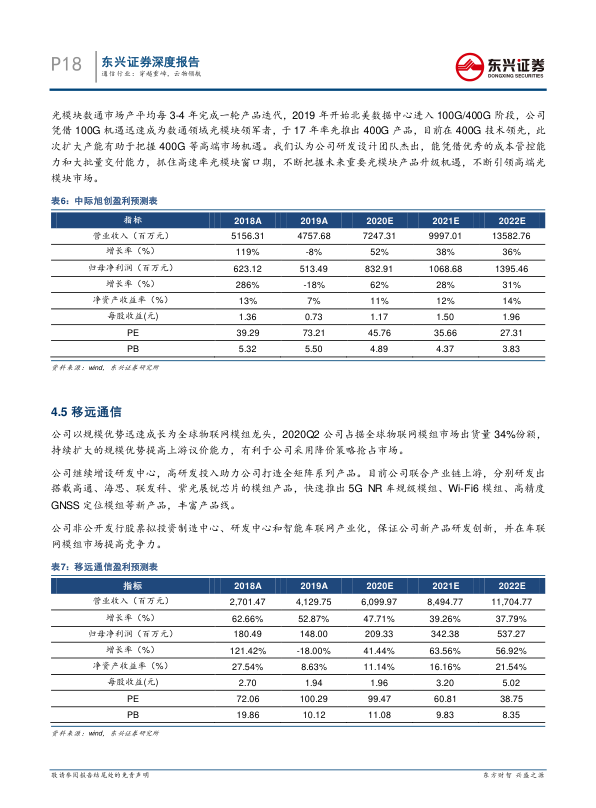 P18
东兴证券深度报告
通信行业：穿越重峰，云物领航
东兴证券
DONGXING SECURITIES
光模块数通市场产平均每 3-4 年完成一轮产品迭代，2019 年开始北美数据中心进入 100G/400G 阶段，公司
凭借 100G 机遇迅速成为数通领域光模块领军者，于 17 年率先推出 400G 产品，目前在 400G 技术领先，此
次扩大产能有助于把握 400G 等高端市场机遇。我们认为公司研发设计团队杰出，能凭借优秀的成本管控能
力和大批量交付能力，抓住高速率光模块窗口期，不断把握未来重要光模块产品升级机遇，不断引领高端光
模块市场。
表6：中际旭创盈利预测表
指标 2018A 2019A 2020E 2021E 2022E
营业收入（百万元） 5156.31 4757.68 7247.31 9997.01 13582.76
增长率（%） 119% -8% 52% 38% 36%
归母净利润（百万元） 623.12 513.49 832.91 1068.68 1395.46
增长率（%） 286% -18% 62% 28% 31%
净资产收益率（%） 13% 7% 11% 12% 14%
每股收益(元) 1.36 0.73 1.17 1.50 1.96
PE 39.29 73.21 45.76 35.66 27.31
PB 5.32 5.50 4.89 4.37 3.83
资料来源：wind，东兴证券研究所
4.5 移远通信
公司以规模优势迅速成长为全球物联网模组龙头，2020Q2 公司占据全球物联网模组市场出货量 34%份额，
持续扩大的规模优势提高上游议价能力，有利于公司采用降价策略抢占市场。
公司继续增设研发中心，高研发投入助力公司打造全矩阵系列产品。目前公司联合产业链上游，分别研发出
搭载高通、海思、联发科、紫光展锐芯片的模组产品，快速推出 5G NR 车规级模组、Wi-Fi6 模组、高精度
GNSS 定位模组等新产品，丰富产品线。
公司非公开发行股票拟投资制造中心、研发中心和智能车联网产业化，保证公司新产品研发创新，并在车联
网模组市场提高竞争力。
表7：移远通信盈利预测表
指标 2018A 2019A 2020E 2021E 2022E
营业收入（百万元） 2,701.47 4,129.75 6,099.97 8,494.77 11,704.77
增长率（%） 62.66% 52.87% 47.71% 39.26% 37.79%
归母净利润（百万元） 180.49 148.00 209.33 342.38 537.27
增长率（%） 121.42% -18.00% 41.44% 63.56% 56.92%
净资产收益率（%） 27.54% 8.63% 11.14% 16.16% 21.54%
每股收益(元) 2.70 1.94 1.96 3.20 5.02
PE 72.06 100.29 99.47 60.81 38.75
PB 19.86 10.12 11.08 9.83 8.35
资料来源：wind，东兴证券研究所
敬请参阅报告结尾处的免责声明
东方财智 兴盛之源